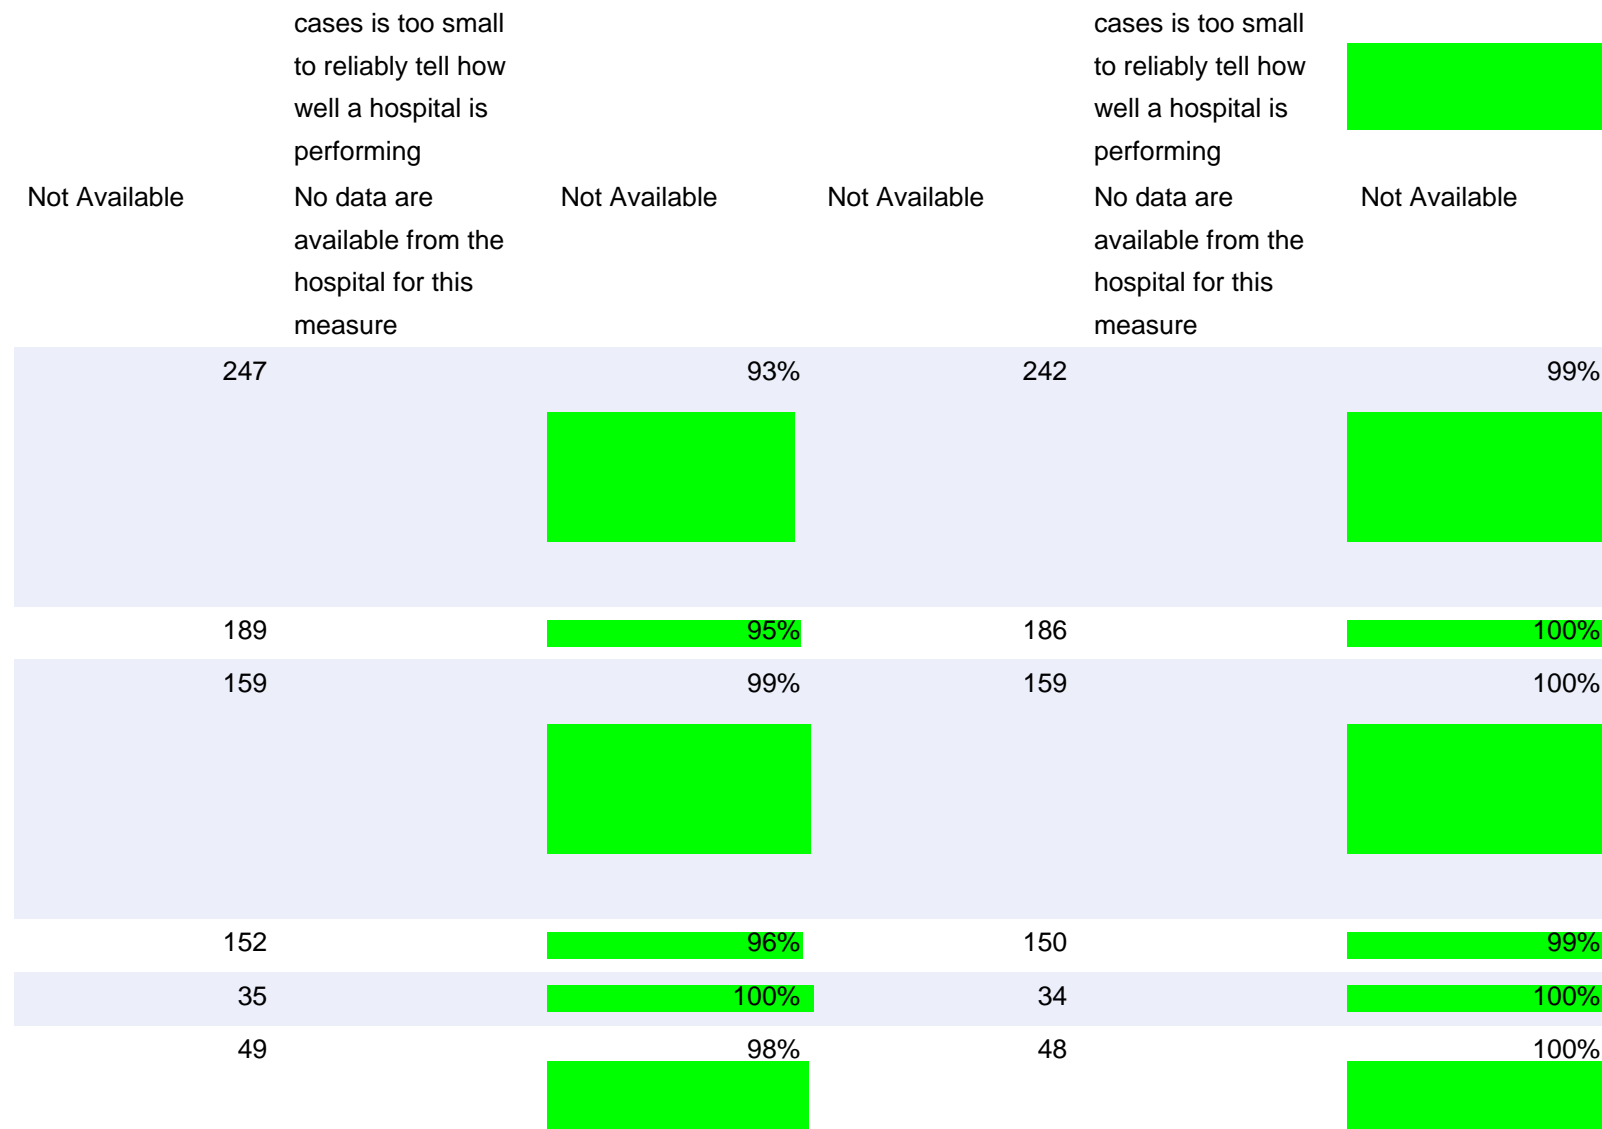 cases is too small cases is too small
to reliably tell how to reliably tell how
well a hospital is well a hospital is
performing performing
Not Available No data are Not Available Not Available No data are Not Available
available from the available from the
hospital for this hospital for this
measure measure
247 93% 242 99%
189 95% 186 100%
159 99% 159 100%
152 96% 150 99%
35 100% 34 100%
49 98% 48 100%